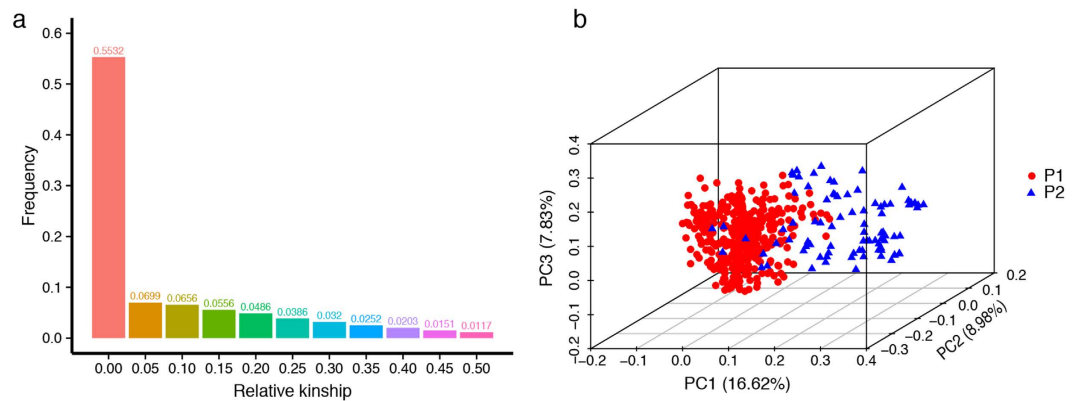 a
Frequency
0.6
0.5
0.4
0.3
0.2
0.1
0.0
0.5532
0.0699
0.0656
0.0556
0.0486
0.0386
0.032
0.0252
0.0203
0.0151
0.0117
0.00 0.05 0.10 0.15 0.20 0.25 0.30 0.35 0.40 0.45 0.50
Relative kinship
b
PC3 (7.83%)
0.4
0.3
0.2
0.1
0.0
−0.1
−0.2
−0.2 −0.1 0.0 0.1 0.2 0.3 0.4
PC1 (16.62%)
−0.3
−0.2
−0.1
0.0
0.1
0.2
PC2 (8.98%)
P1
P2